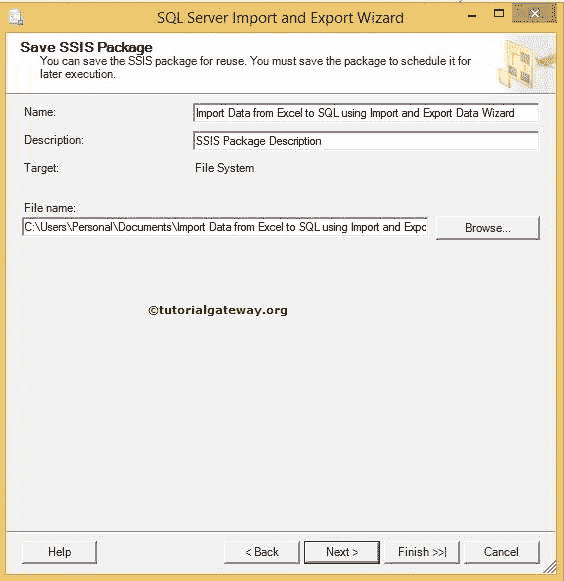 SQL Server Import and Export Wizard
Save SSIS Package
You can save the SSIS package for reuse. You must save the package to schedule it for
later execution.
Name: Import Data from Excel to SQL using Import and Export Data Wizard
Description: SSIS Package Description
Target: File System
File name:
C:\Users\Personal\Documents\Import Data from Excel to SQL using Import and Expo Browse...
©tutorialgateway.org
Help < Back Next > Finish >>| Cancel